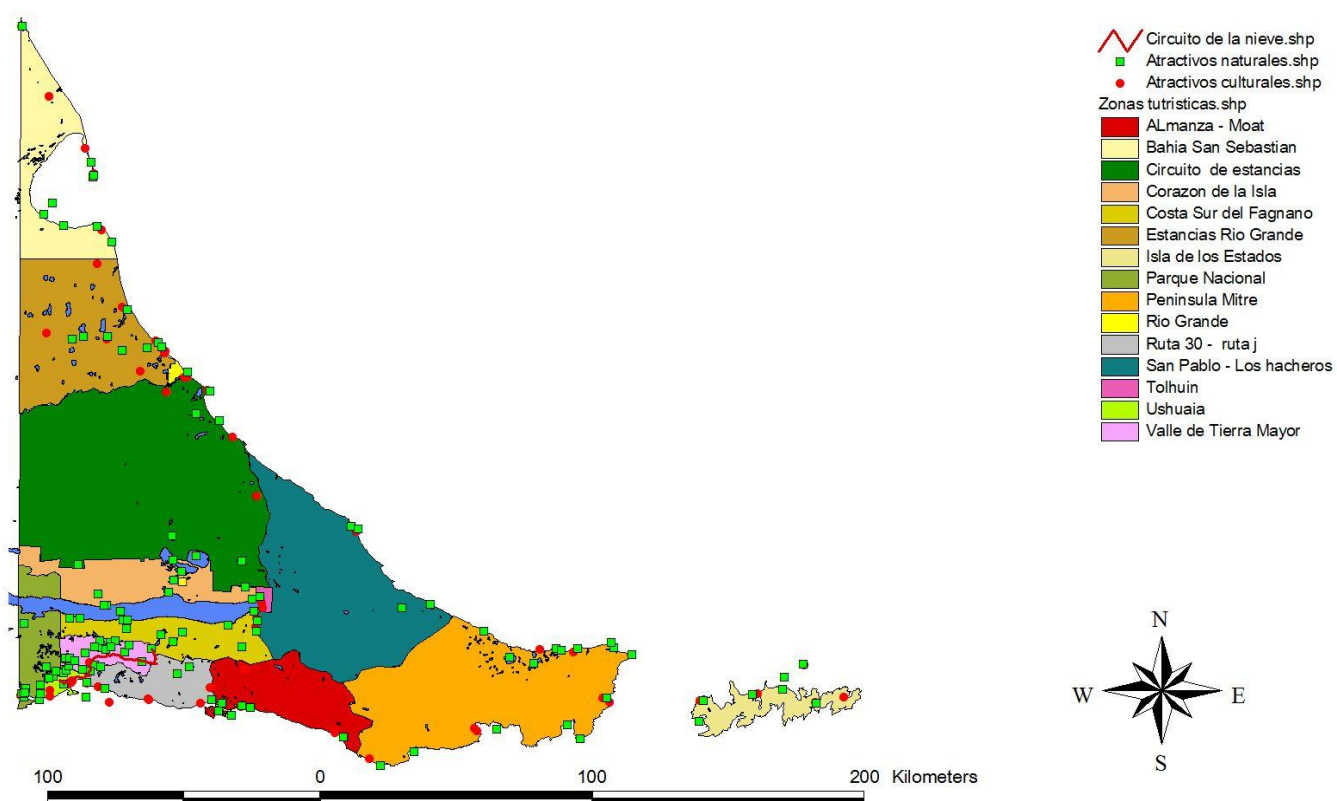 Circuito de la nieve.shp
Atractivos naturales.shp
Atractivos culturales.shp
Zonas tutristicas.shp
ALmanza - Moat
Bahia San Sebastian
Circuito de estancias
Corazon de la Isla
Costa Sur del Fagnano
Estancias Rio Grande
Isla de los Estados
Parque Nacional
Peninsula Mitre
Rio Grande
Ruta 30 - ruta j
San Pablo - Los hacheros
Tolhuin
Ushuaia
Valle de Tierra Mayor
N
W E
S
100 0 100 200 Kilometers